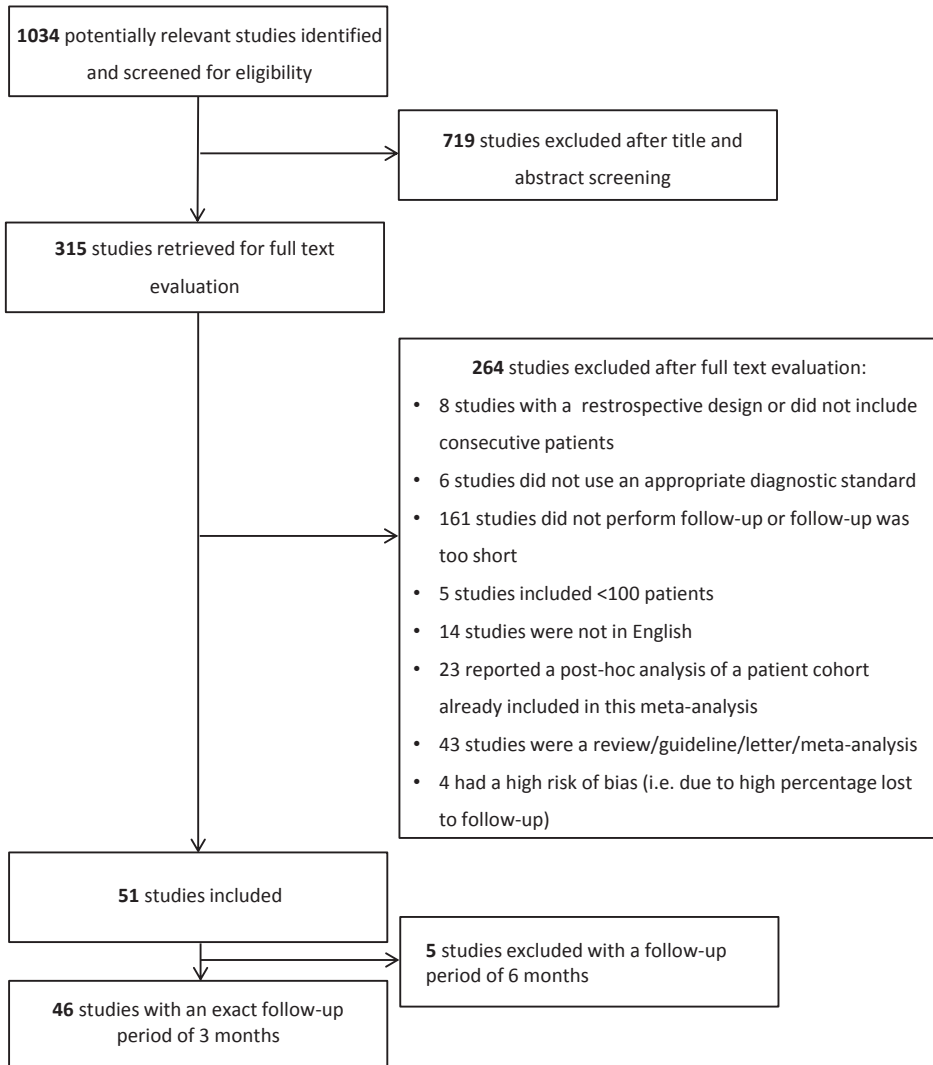 1034 potentially relevant studies identified
and screened for eligibility
719 studies excluded after title and
abstract screening
315 studies retrieved for full text
evaluation
264 studies excluded after full text evaluation:
• 8 studies with a restrospective design or did not include
consecutive patients
• 6 studies did not use an appropriate diagnostic standard
• 161 studies did not perform follow-up or follow-up was
too short
• 5 studies included <100 patients
• 14 studies were not in English
• 23 reported a post-hoc analysis of a patient cohort
already included in this meta-analysis
• 43 studies were a review/guideline/letter/meta-analysis
• 4 had a high risk of bias (i.e. due to high percentage lost
to follow-up)
51 studies included
5 studies excluded with a follow-up
period of 6 months
46 studies with an exact follow-up
period of 3 months